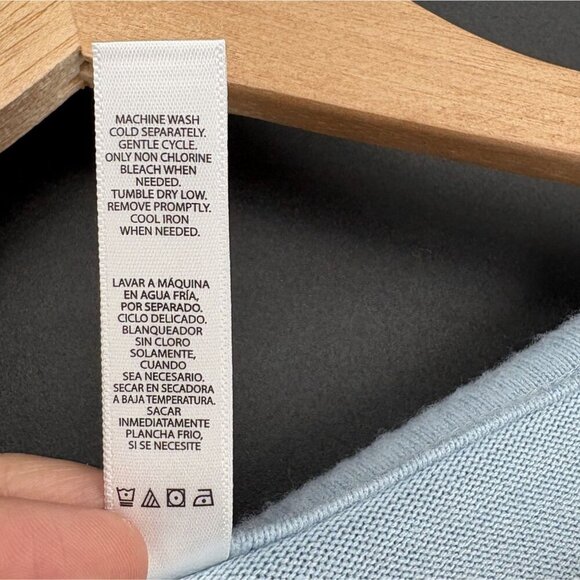 MACHINE WASH
COLD SEPARATELY.
GENTLE CYCLE.
ONLY NON CHLORINE
BLEACH WHEN
NEEDED.
TUMBLE DRY LOW.
REMOVE PROMPTLY.
COOL IRON
WHEN NEEDED.
LAVAR A MÁQUINA
EN AGUA FRÍA,
POR SEPARADO.
CICLO DELICADO.
BLANQUEADOR
SIN CLORO
SOLAMENTE,
CUANDO
SEA NECESARIO.
SECAR EN SECADORA
A BAJA TEMPERATURA.
SACAR
INMEDIATAMENTE
PLANCHA FRIO,
SI SE NECESITE